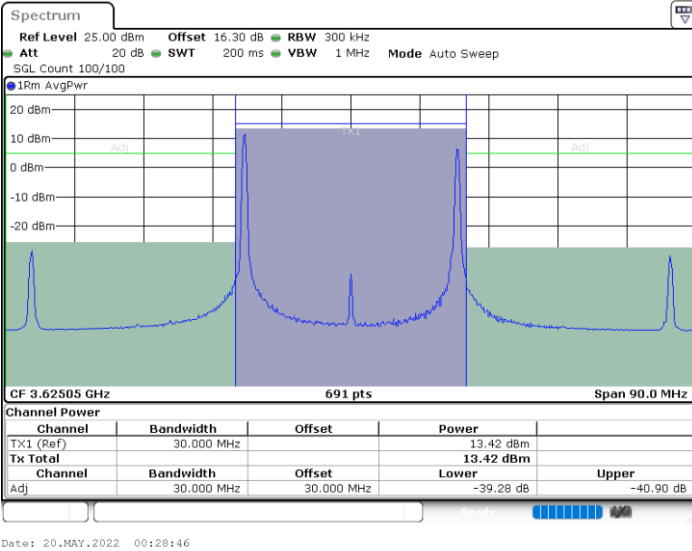 Spectrum
Ref Level 25.00 dBm Offset 16.30 dB RBW 300 kHz
Att 20 dB SWT 200 ms VBW 1 MHz Mode Auto Sweep
SGL Count 100/100
1Rm AvgPwr
20 dBm
TX1
10 dBm
Adj Adj
0 dBm
-10 dBm
-20 dBm
CF 3.62505 GHz 691 pts Span 90.0 MHz
Channel Power
Channel Bandwidth Offset Power
TX1 (Ref) 30.000 MHz 13.42 dBm
Tx Total 13.42 dBm
Channel Bandwidth Offset Lower Upper
Adj 30.000 MHz 30.000 MHz -39.28 dB -40.90 dB
Ready
Date: 20.MAY.2022 00:28:46